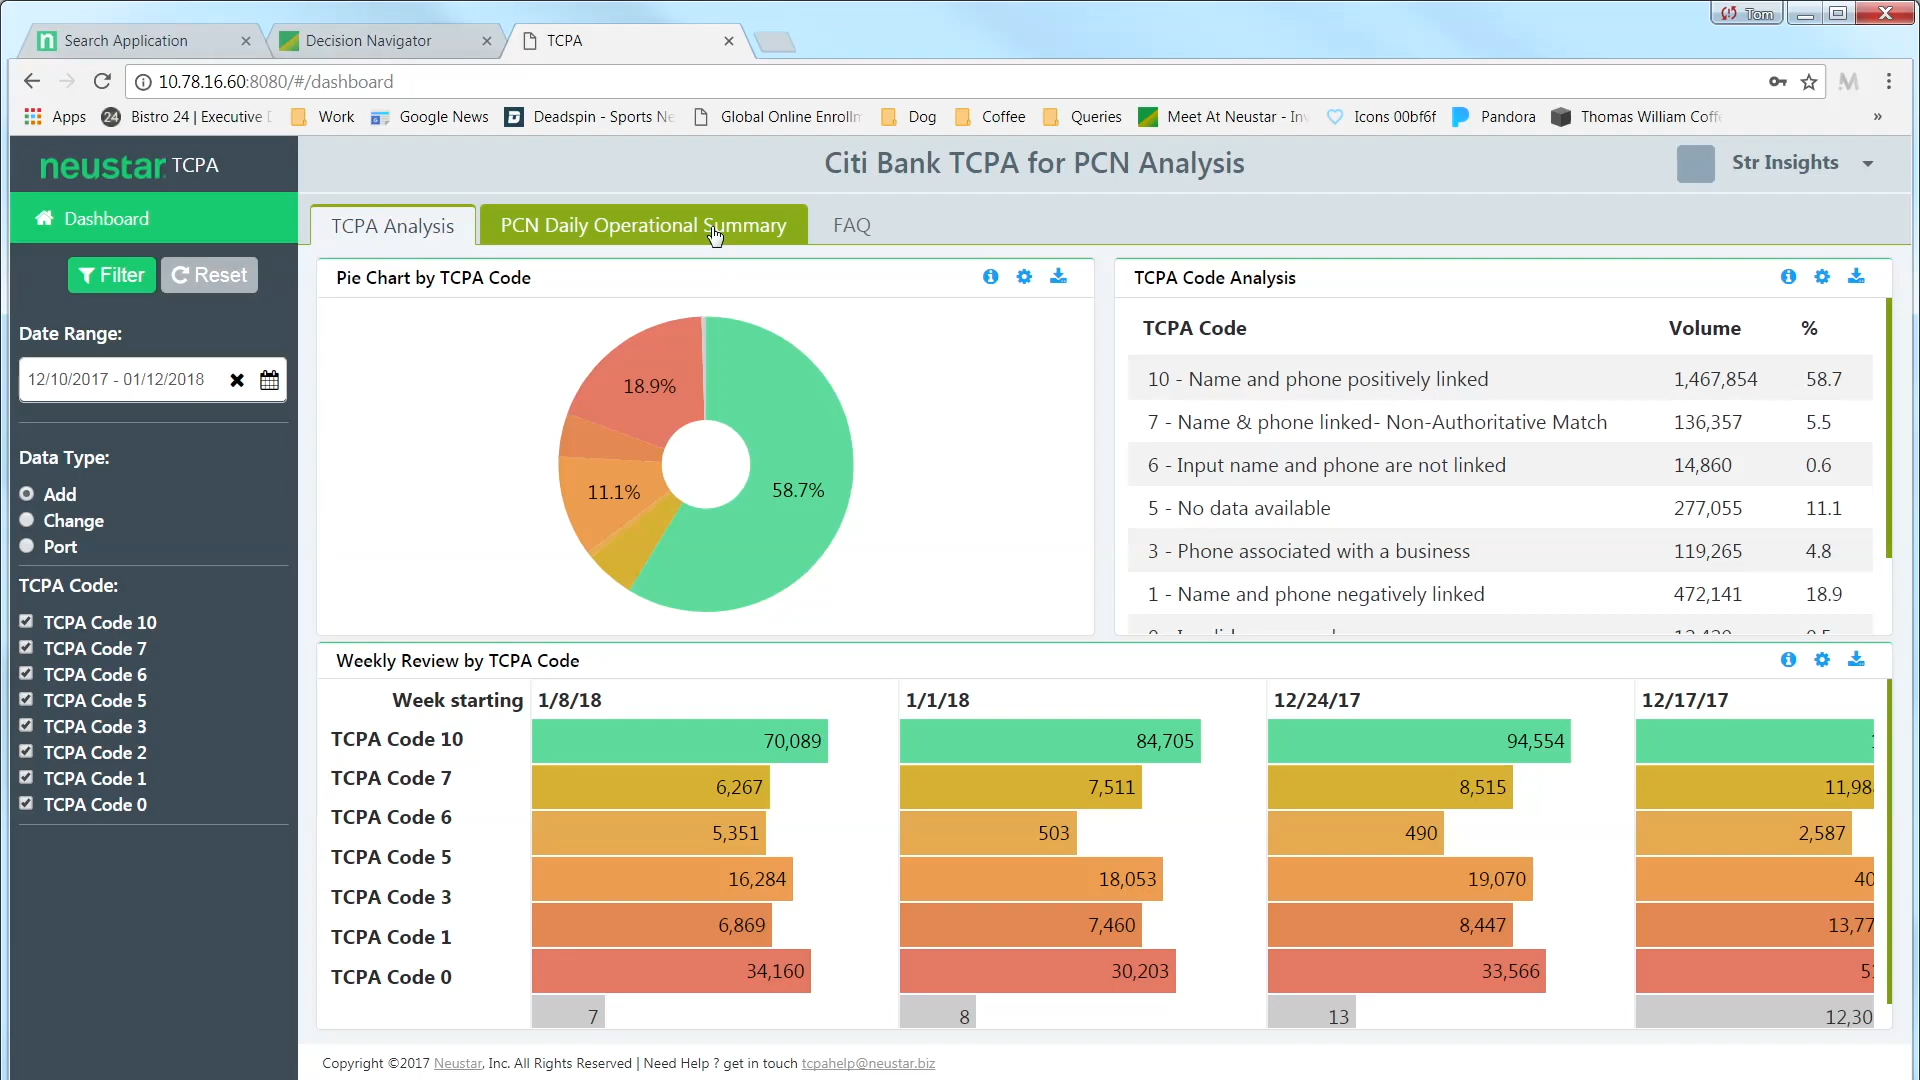 Tom
Search Application
Decision Navigator
TCPA
10.78.16.60:8080/#/dashboard
Apps
24
Bistro 24 | Executive
Work
Google News
D
Deadspin - Sports Ne
Global Online Enrollm
Dog
Coffee
Queries
Meet At Neustar - In
Icons 00bf6f
Pandora
Thomas William Coff
»
neustar TCPA
Citi Bank TCPA for PCN Analysis
Str Insights
Dashboard
TCPA Analysis
PCN Daily Operational Summary
FAQ
Filter
Reset
Date Range:
12/10/2017 - 01/12/2018
Data Type:
Add
Change
Port
TCPA Code:
TCPA Code 10
TCPA Code 7
TCPA Code 6
TCPA Code 5
TCPA Code 3
TCPA Code 2
TCPA Code 1
TCPA Code 0
Pie Chart by TCPA Code
18.9%
11.1%
58.7%
TCPA Code Analysis
TCPA Code Volume %
10 - Name and phone positively linked 1,467,854 58.7
7 - Name & phone linked- Non-Authoritative Match 136,357 5.5
6 - Input name and phone are not linked 14,860 0.6
5 - No data available 277,055 11.1
3 - Phone associated with a business 119,265 4.8
1 - Name and phone negatively linked 472,141 18.9
Weekly Review by TCPA Code
Week starting 1/8/18 1/1/18 12/24/17 12/17/17
TCPA Code 10 70,089 84,705 94,554
TCPA Code 7 6,267 7,511 8,515 11,98
TCPA Code 6 5,351 503 490 2,587
TCPA Code 5 16,284 18,053 19,070 40
TCPA Code 3 6,869 7,460 8,447 13,77
TCPA Code 1 34,160 30,203 33,566 5
TCPA Code 0 7 8 13 12,30
Copyright ©2017 Neustar, Inc. All Rights Reserved | Need Help ? get in touch tcpahelp@neustar.biz